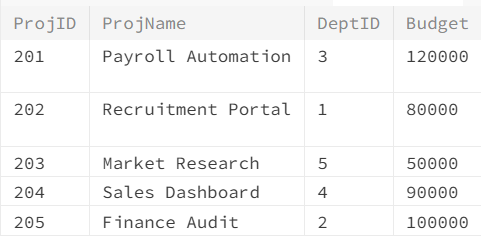 ProjID ProjName DeptID Budget
201 Payroll Automation 3 120000
202 Recruitment Portal 1 80000
203 Market Research 5 50000
204 Sales Dashboard 4 90000
205 Finance Audit 2 100000